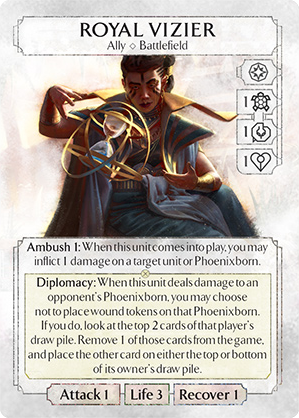 ROYAL VIZIER
Ally ◇ Battlefield
1
1
1
Ambush 1: When this unit comes into play, you may
inflict 1 damage on a target unit or Phoenixborn.
Diplomacy: When this unit deals damage to an
opponent's Phoenixborn, you may choose
not to place wound tokens on that Phoenixborn.
If you do, look at the top 2 cards of that player's
draw pile. Remove 1 of those cards from the game,
and place the other card on either the top or bottom
of its owner's draw pile.
Attack 1 Life 3 Recover 1